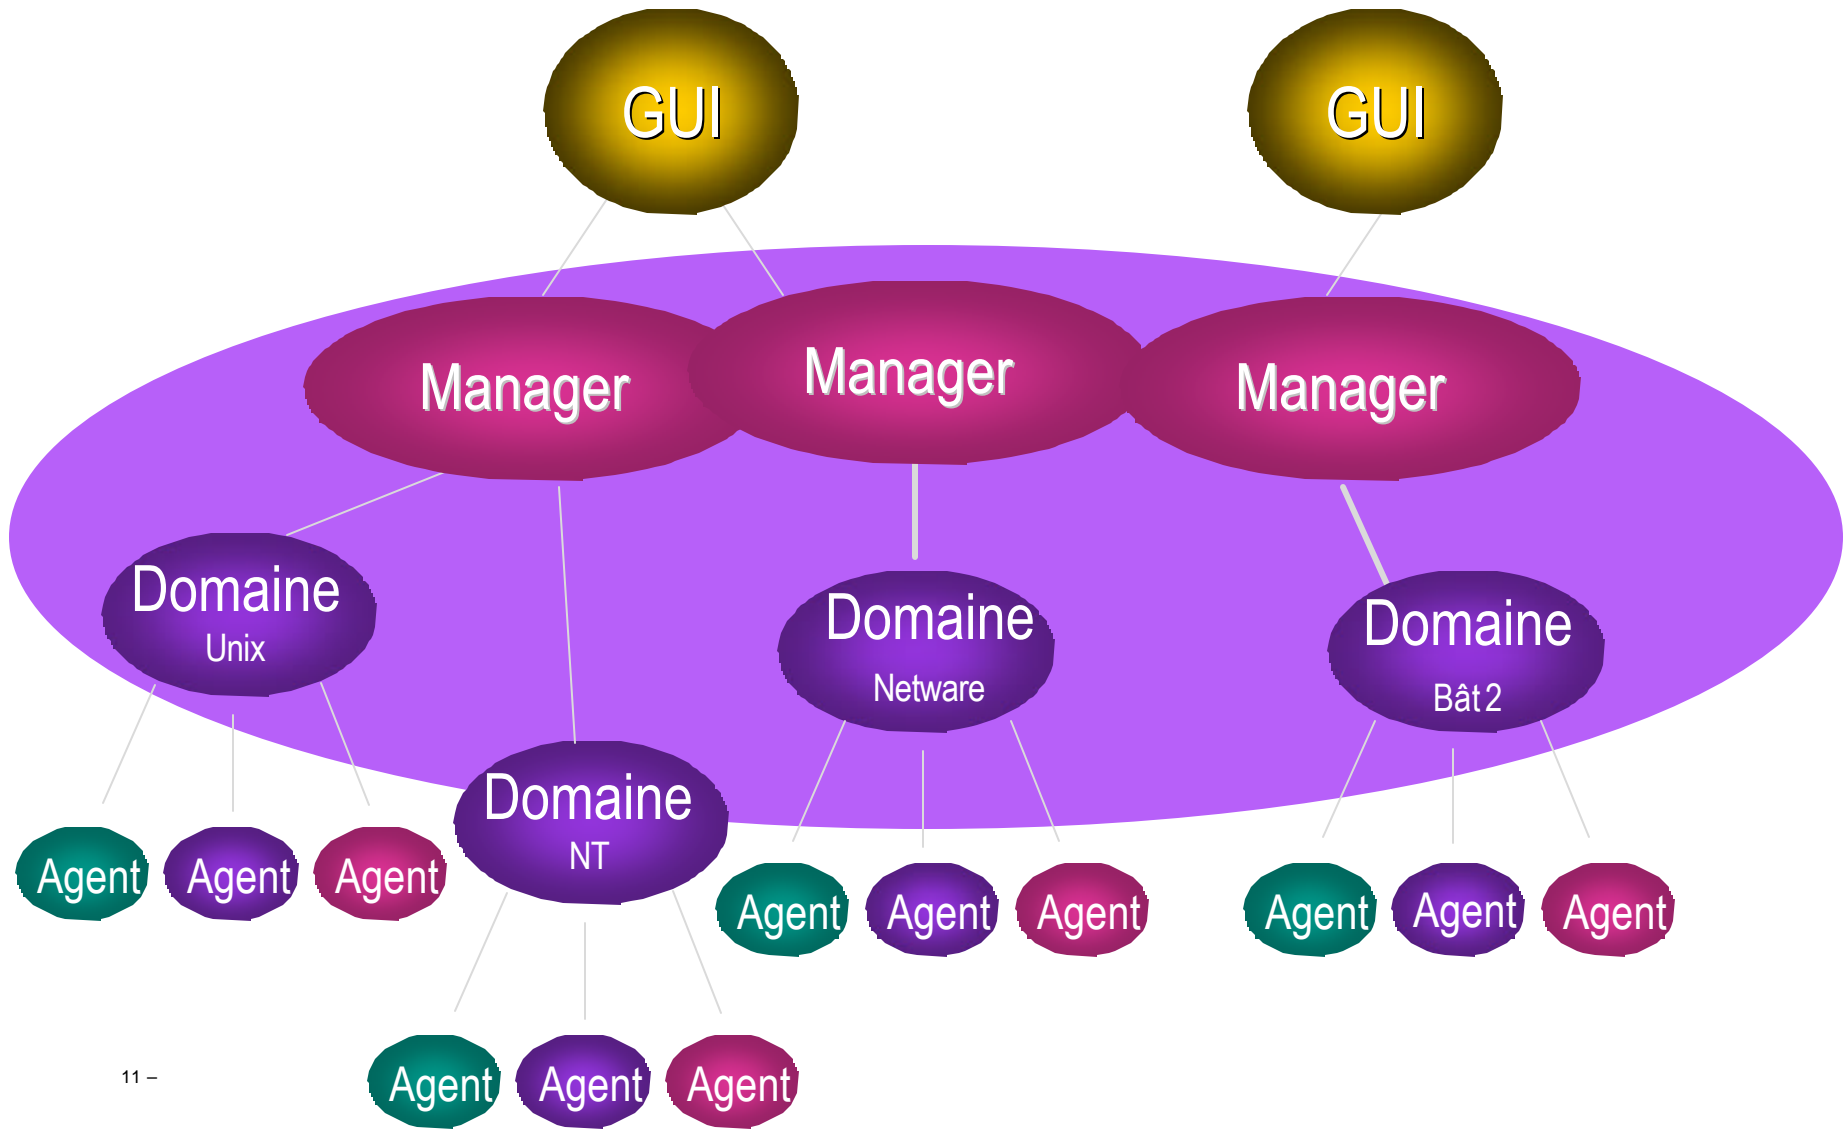 GUI
GUI
Manager
Manager
Manager
Domaine
Unix
Domaine
Netware
Domaine
Bât 2
Domaine
NT
Agent
Agent
Agent
Agent
Agent
Agent
Agent
Agent
Agent
Agent
Agent
Agent
11 –